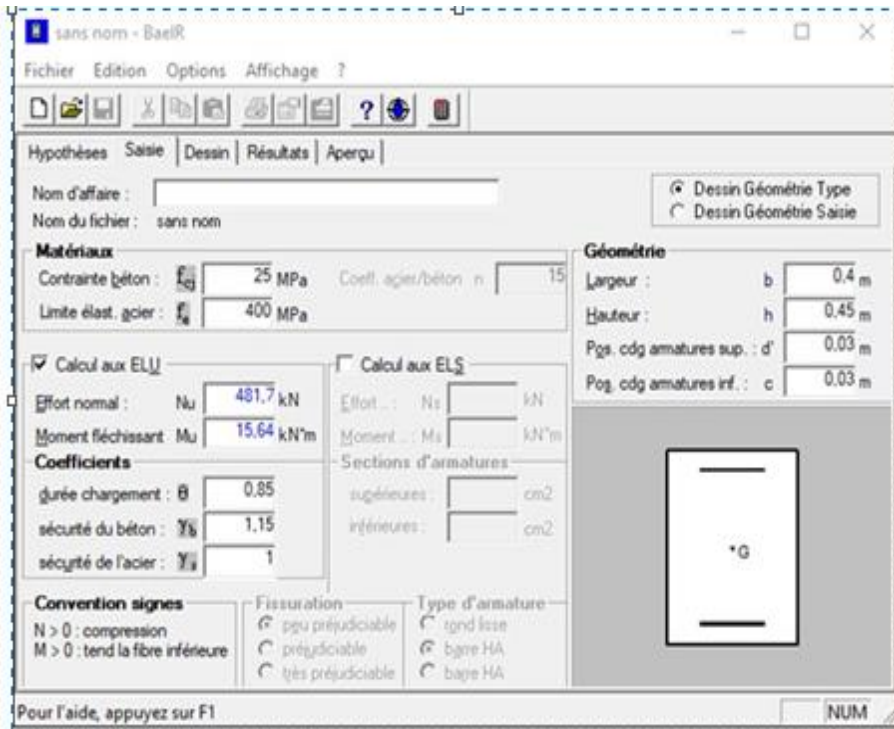 sans nom - BaelR
Fichier Edition Options Affichage ?
Hypothèses Saisie Dessin Résultats Aperçu
Nom d'affaire :
Nom du fichier : sans nom
Dessin Géométrie Type
Dessin Géométrie Saisie
Matériaux
Contrainte béton : fcj 25 MPa Coeff. acier/béton n 15
Limite élast. acier : fe 400 MPa
Géométrie
Largeur : b 0,4 m
Hauteur : h 0,45 m
Pos. cdg armatures sup. : d' 0,03 m
Pos. cdg armatures inf. : c 0,03 m
Calcul aux ELU
Effort normal : Nu 481,7 kN
Moment fléchissant Mu 15,64 kN*m
Calcul aux ELS
Effort .. : Ns kN
Moment .. : Ms kN*m
Coefficients
durée chargement : θ 0,85
sécurité du béton : γb 1,15
sécurité de l'acier : γs 1
Sections d'armatures
supérieures : cm2
inférieures : cm2
*G
Convention signes
N > 0 : compression
M > 0 : tend la fibre inférieure
Fissuration
peu préjudiciable
préjudiciable
très préjudiciable
Type d'armature
rond lisse
barre HA
barre HA
Pour l'aide, appuyez sur F1
NUM